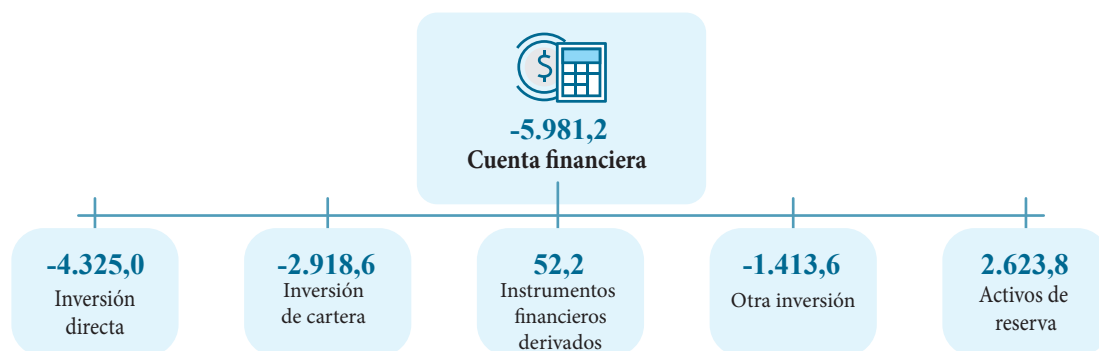 $
-5.981,2
Cuenta financiera
-4.325,0
Inversión
directa
-2.918,6
Inversión
de cartera
52,2
Instrumentos
financieros
derivados
-1.413,6
Otra inversión
2.623,8
Activos de
reserva